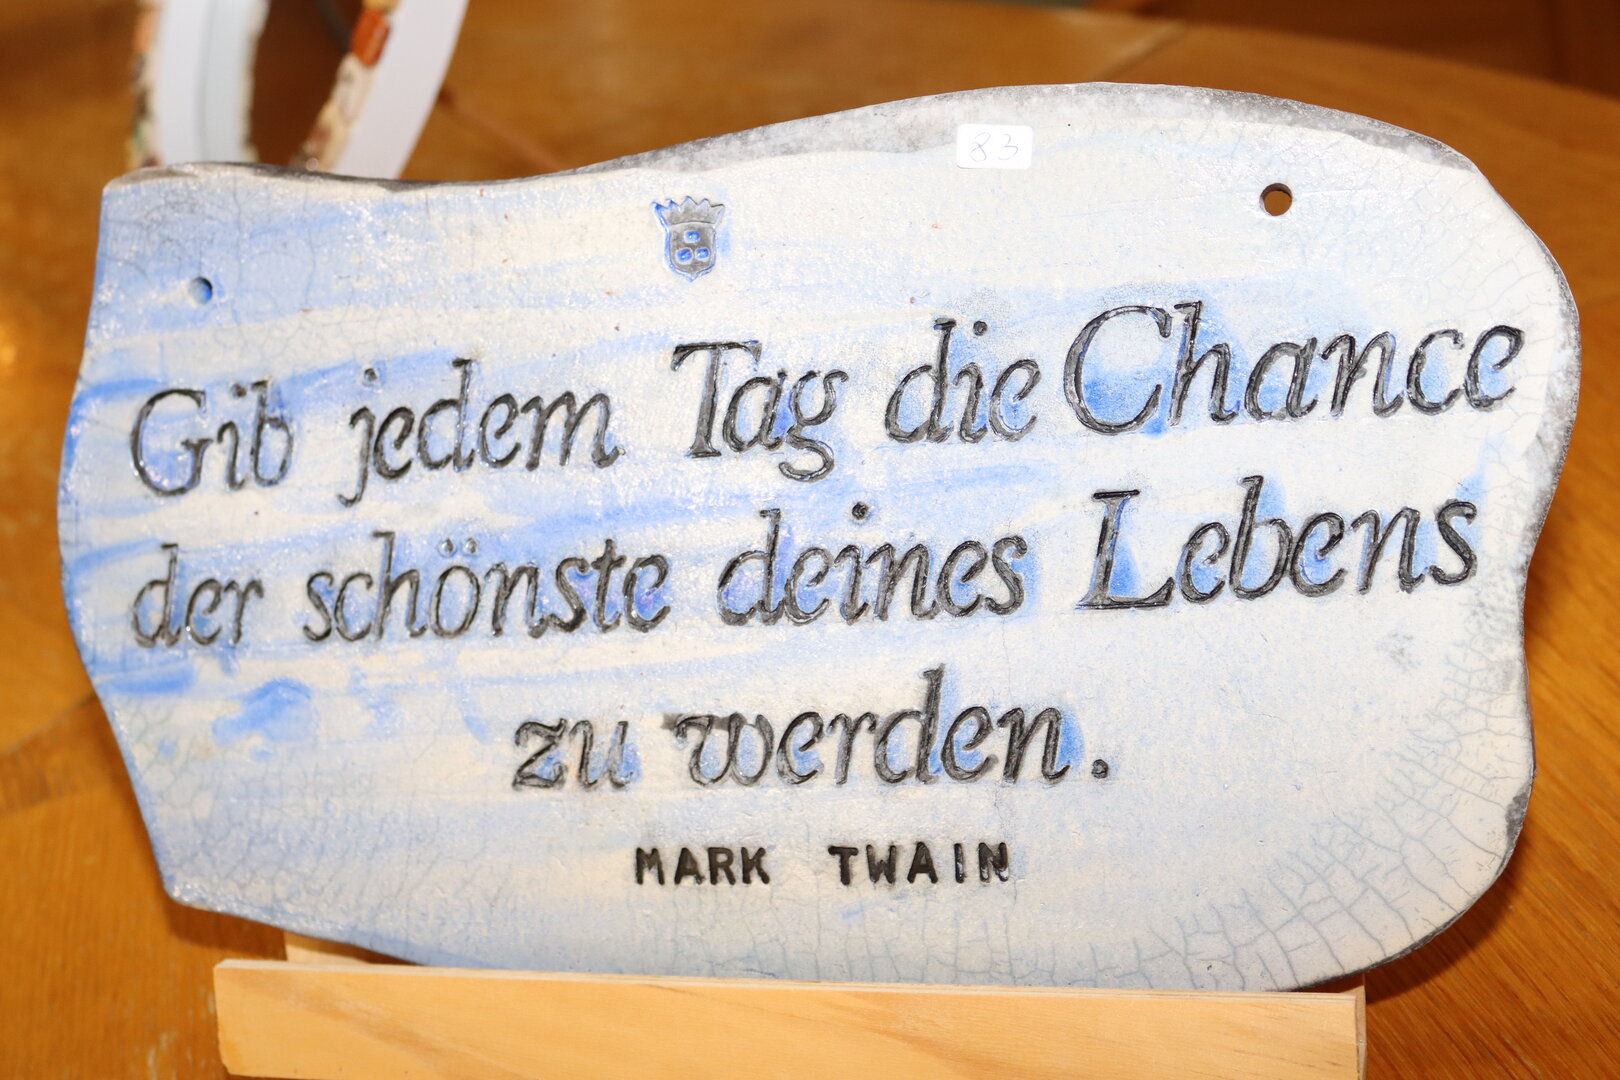 83
Gib jedem Tag die Chance
der schönste deines Lebens
zu werden.
MARK TWAIN